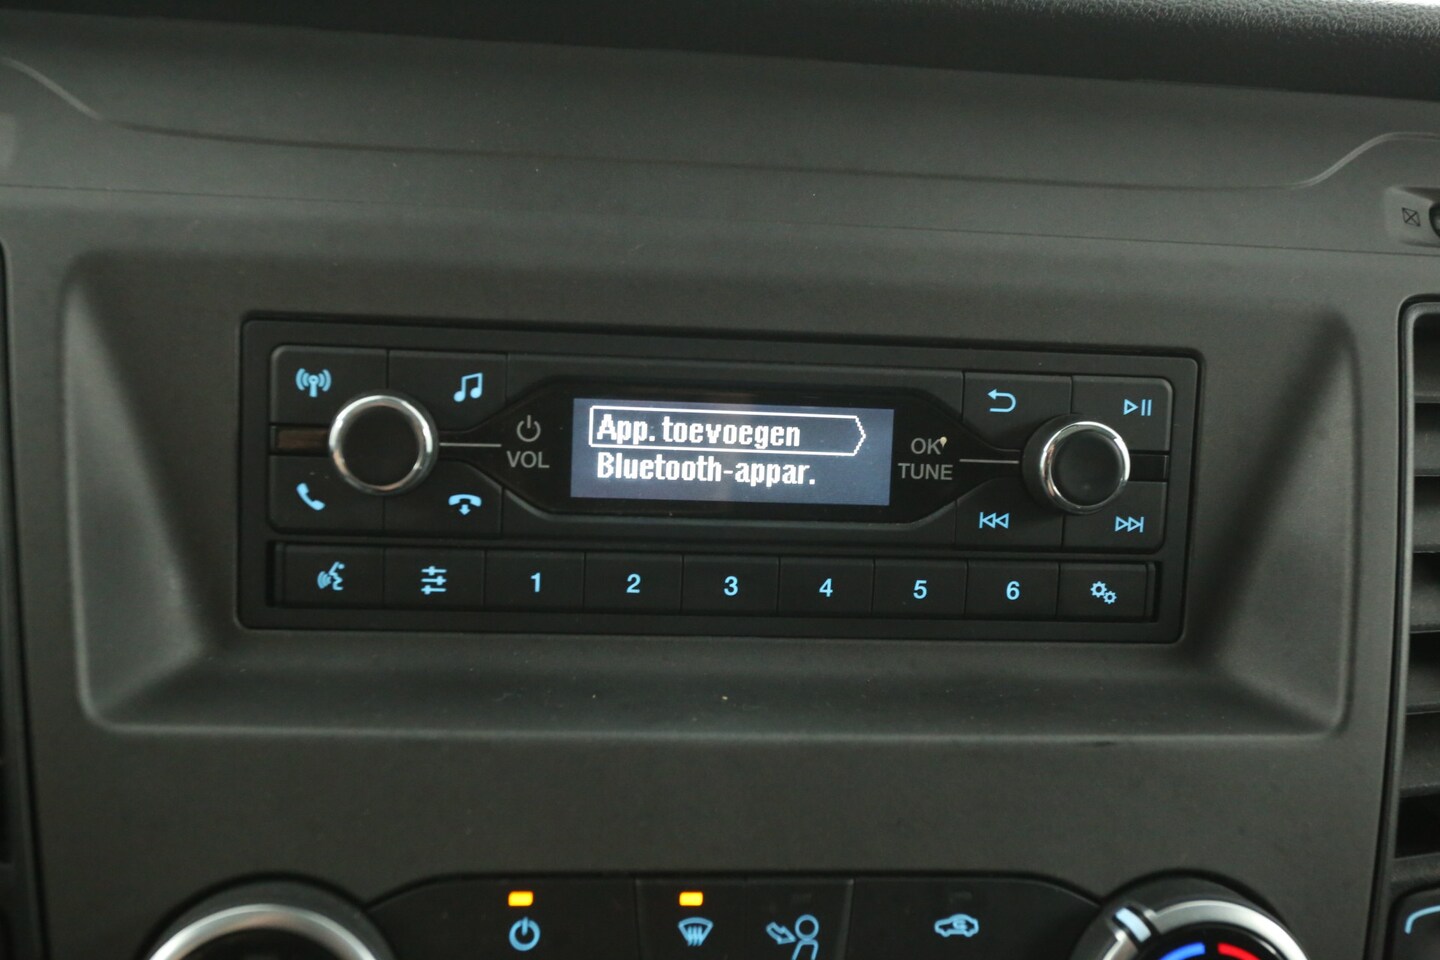 App. toevoegen
Bluetooth-appar.
VOL
OK
TUNE
1 2 3 4 5 6